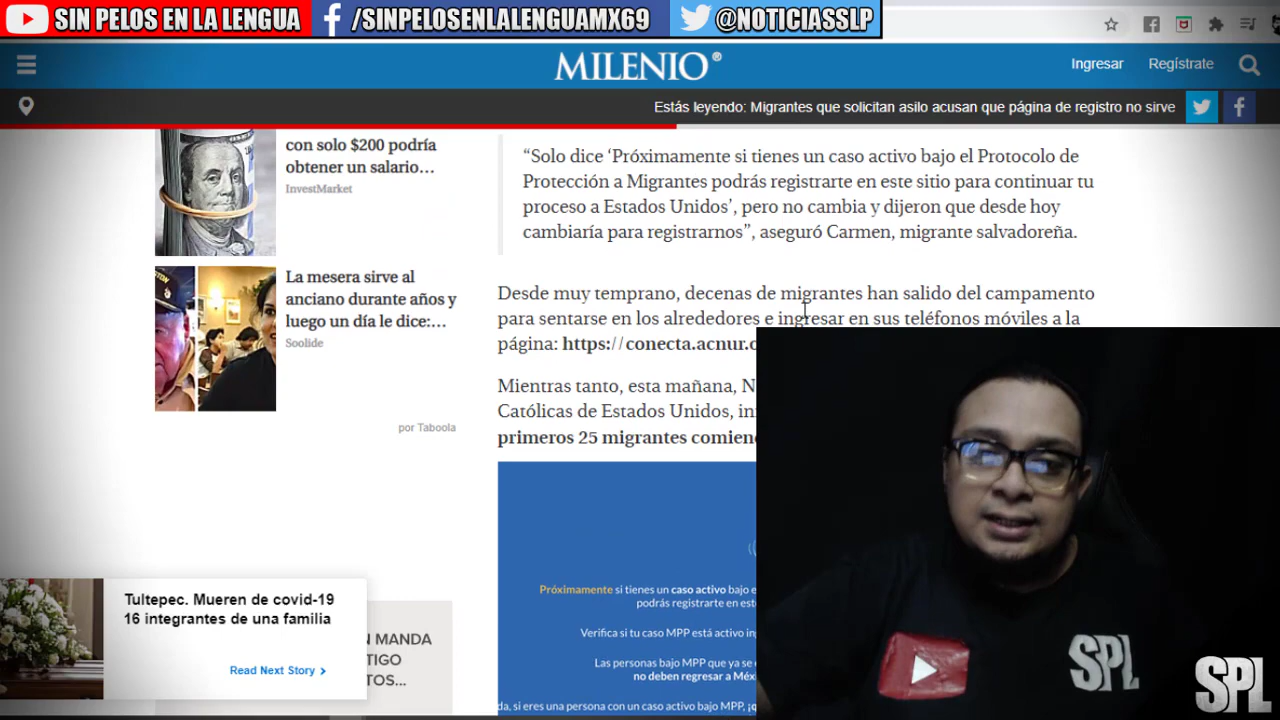 SIN PELOS EN LA LENGUA
/SINPELOSENLALENGUAMX69
@NOTICIASSLP
MILENIO®
Ingresar
Regístrate
Estás leyendo: Migrantes que solicitan asilo acusan que página de registro no sirve
con solo $200 podría
obtener un salario…
InvestMarket
La mesera sirve al
anciano durante años y
luego un día le dice:…
Soolide
por Taboola
“Solo dice ‘Próximamente si tienes un caso activo bajo el Protocolo de
Protección a Migrantes podrás registrarte en este sitio para continuar tu
proceso a Estados Unidos’, pero no cambia y dijeron que desde hoy
cambiaría para registrarnos”, aseguró Carmen, migrante salvadoreña.
Desde muy temprano, decenas de migrantes han salido del campamento
para sentarse en los alrededores e ingresar en sus teléfonos móviles a la
página: https://conecta.acnur.o
Mientras tanto, esta mañana, N
Católicas de Estados Unidos, in
primeros 25 migrantes comien
Próximamente si tienes un caso activo bajo e
podrás registrarte en este
Verifica si tu caso MPP está activo in
Las personas bajo MPP que ya se
no deben regresar a Méxi
da, si eres una persona con un caso activo bajo MPP, ¡
Tultepec. Mueren de covid-19
16 integrantes de una familia
Read Next Story
N MANDA
TIGO
TOS...
SPL
SPL